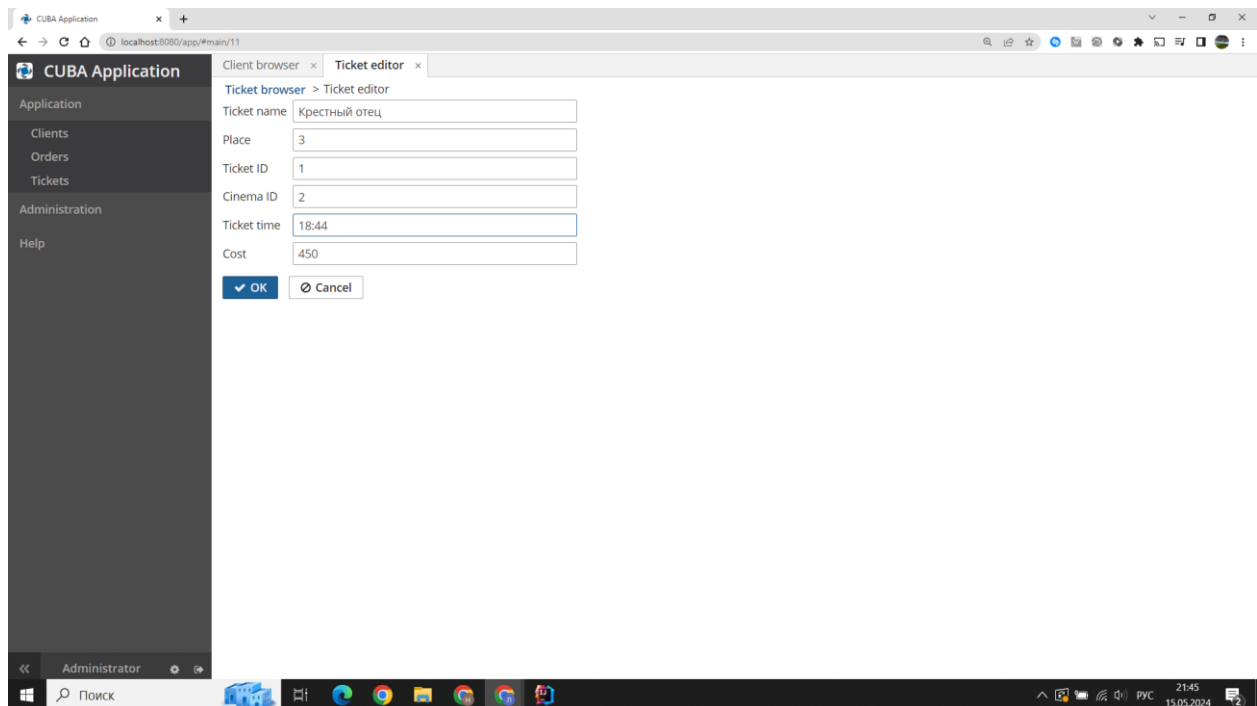 CUBA Application
localhost:8080/app/#main/11
CUBA Application
Client browser
Ticket editor
Ticket browser > Ticket editor
Application
Clients
Orders
Tickets
Administration
Help
Ticket name Крестный отец
Place 3
Ticket ID 1
Cinema ID 2
Ticket time 18:44
Cost 450
OK Cancel
Administrator
Поиск
РУС
21:45
15.05.2024
2